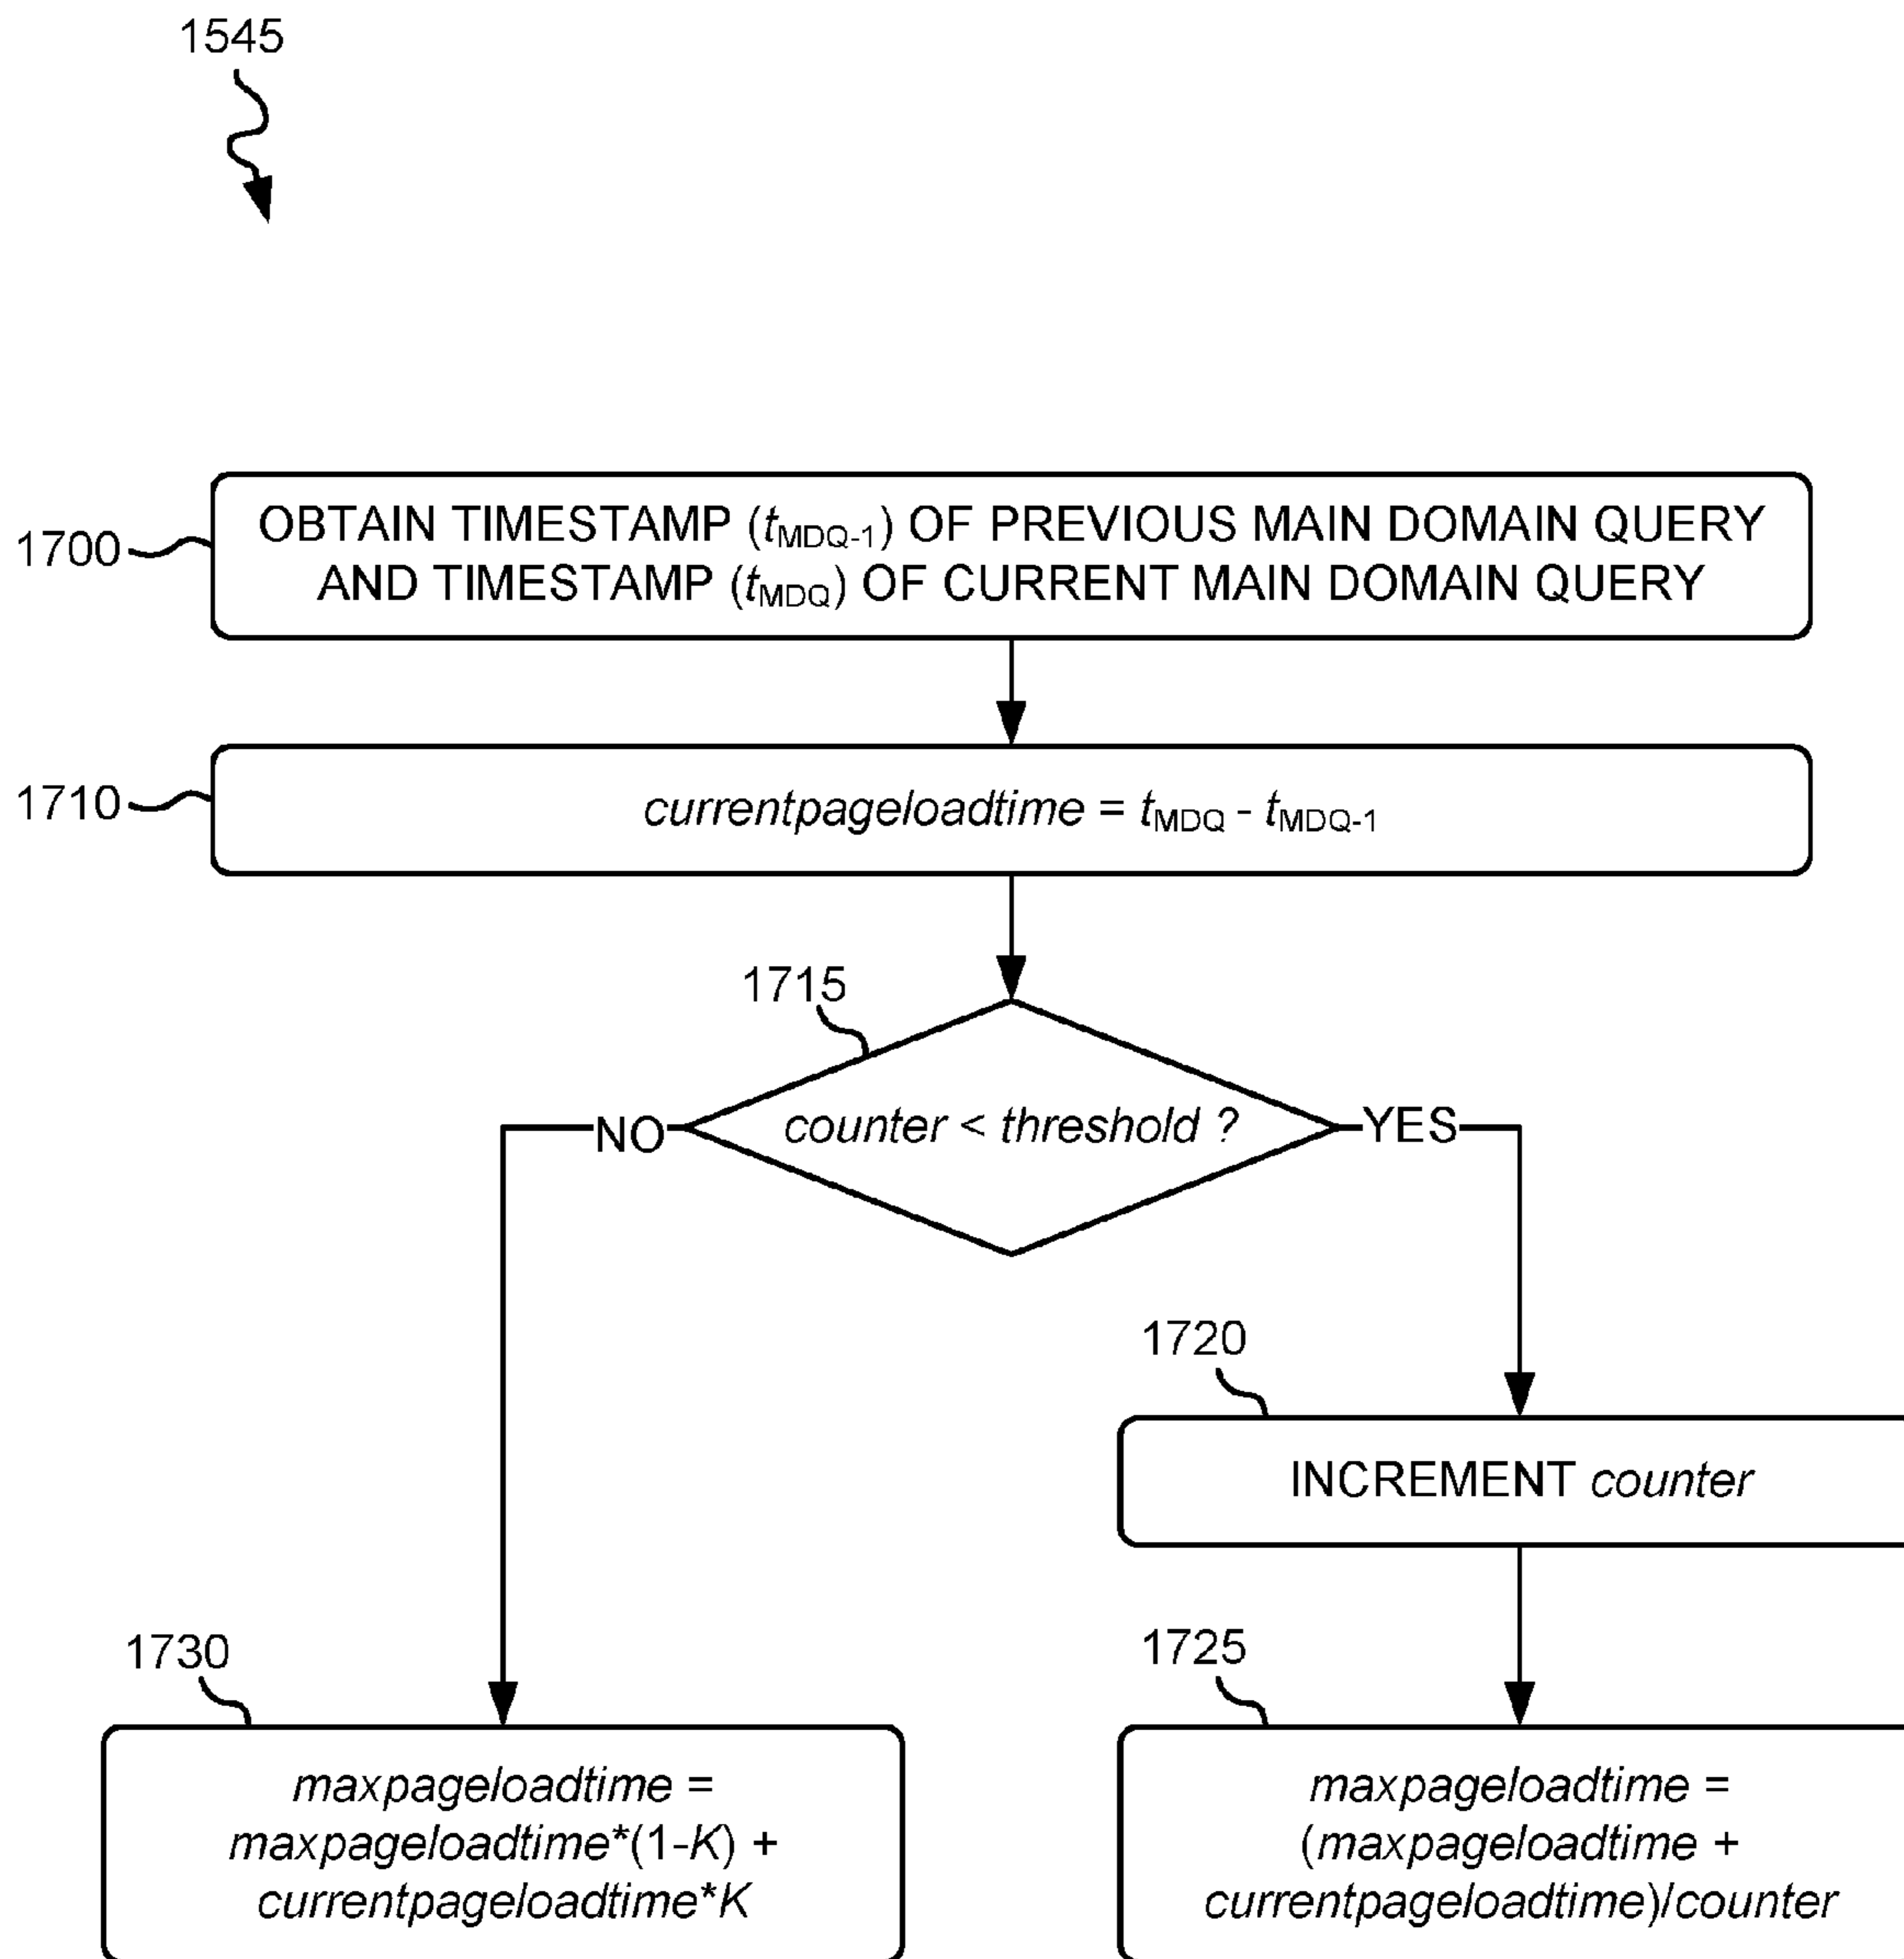 1545
1700
OBTAIN TIMESTAMP (tMDQ-1) OF PREVIOUS MAIN DOMAIN QUERY
AND TIMESTAMP (tMDQ) OF CURRENT MAIN DOMAIN QUERY
1710
currentpageloadtime = tMDQ - tMDQ-1
1715
counter < threshold ?
NO
YES
1720
INCREMENT counter
1730
maxpageloadtime =
maxpageloadtime*(1-K) +
currentpageloadtime*K
1725
maxpageloadtime =
(maxpageloadtime +
currentpageloadtime)/counter